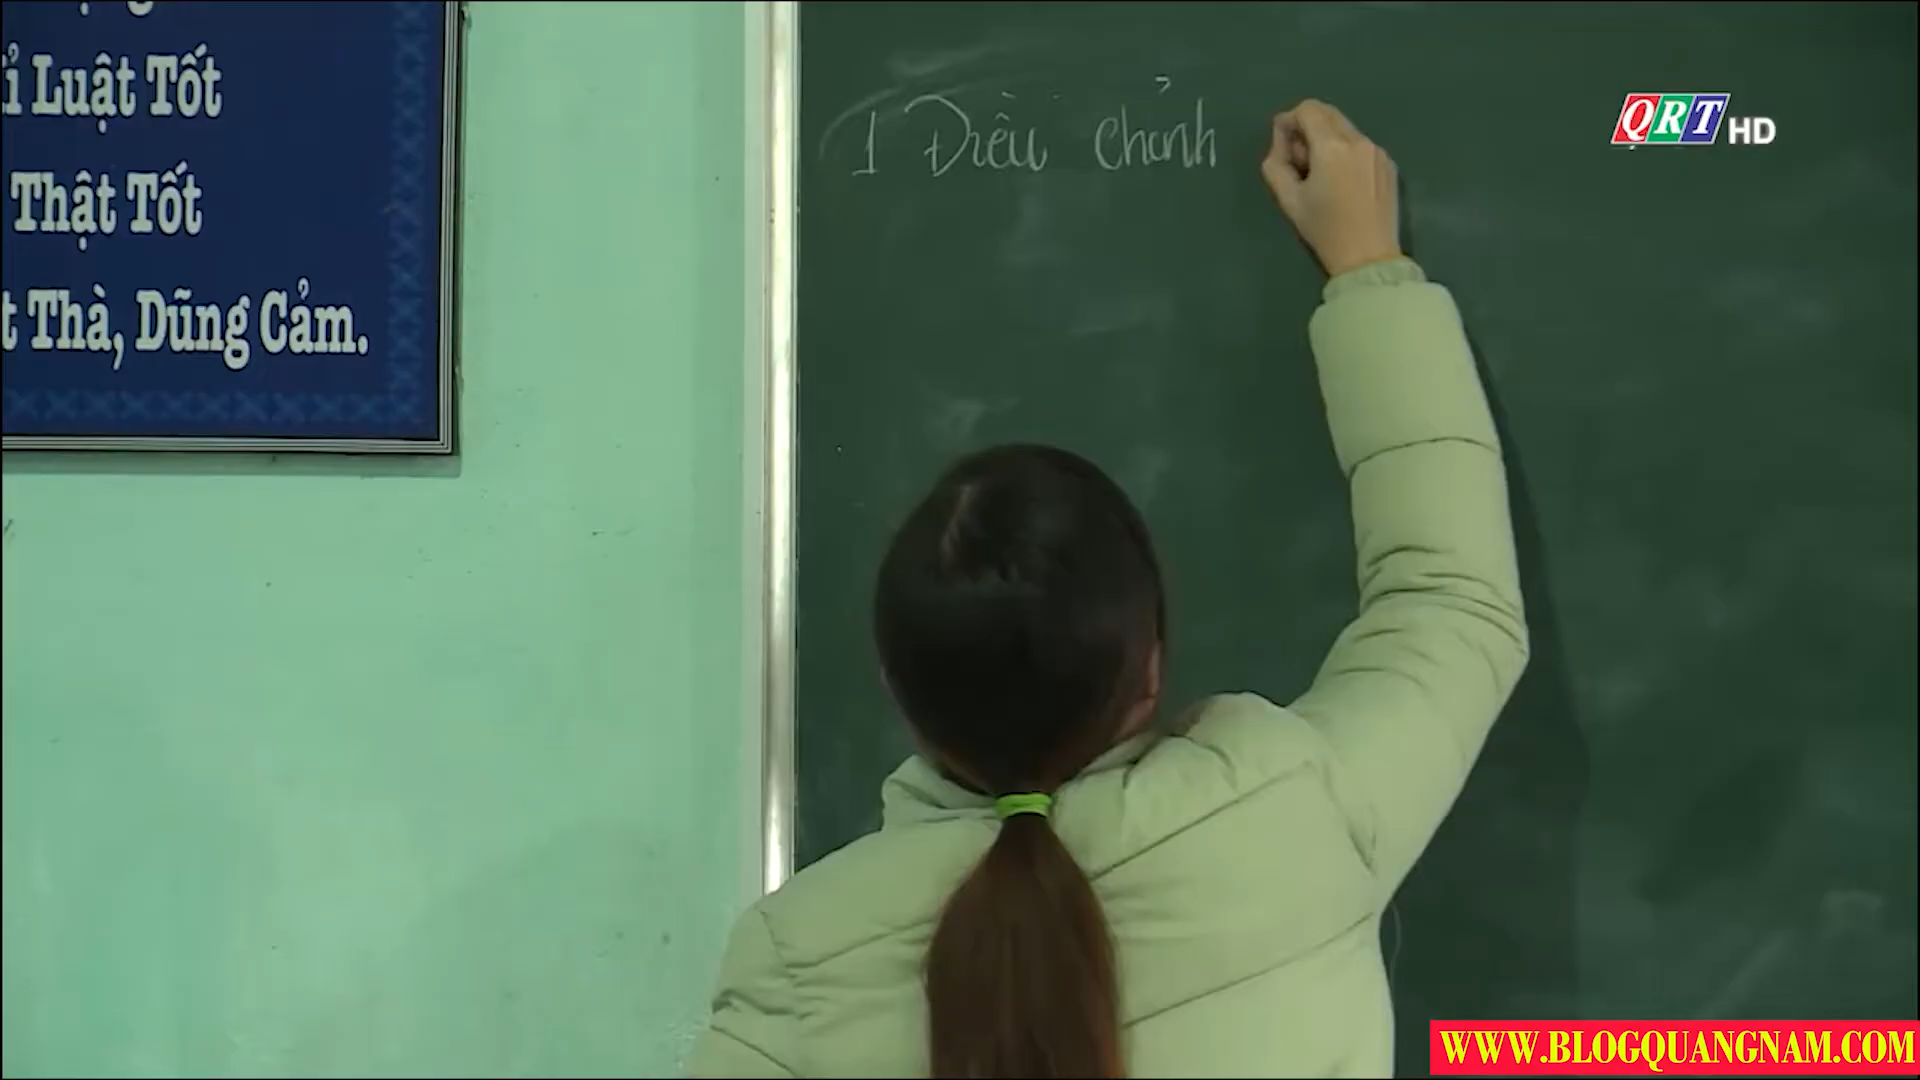 ỉ Luật Tốt
Thật Tốt
t Thà, Dũng Cảm.
1 Điều chỉnh
QRT HD
WWW.BLOGQUANGNAM.COM